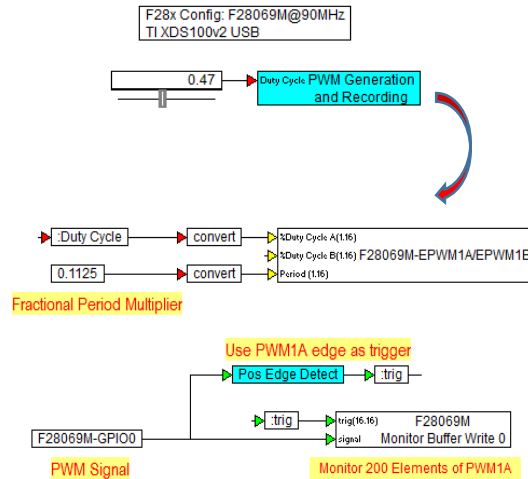 F28x Config: F28069M@90MHz
TI XDS100v2 USB
0.47
Duty Cycle PWM Generation
and Recording
:Duty Cycle
convert
%Duty Cycle A(1.16)
%Duty Cycle B(1.16) F28069M-EPWM1A/EPWM1B
0.1125
convert
Period (1.16)
Fractional Period Multiplier
Use PWM1A edge as trigger
Pos Edge Detect
:trig
:trig
trig(16.16) F28069M
F28069M-GPIO0
signal Monitor Buffer Write 0
PWM Signal
Monitor 200 Elements of PWM1A